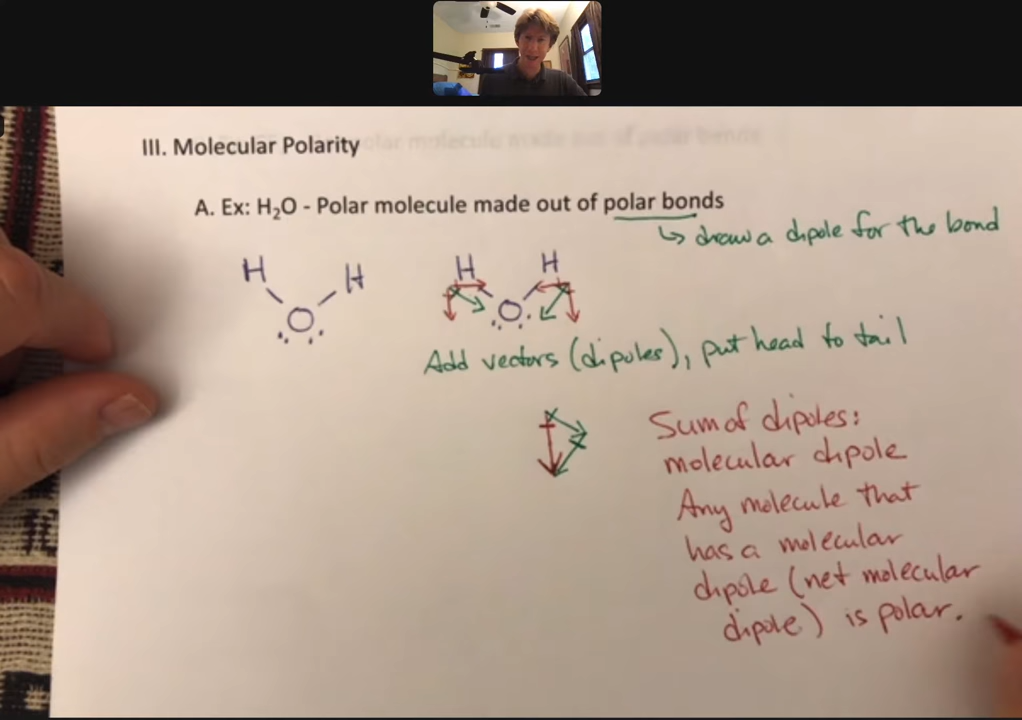 III. Molecular Polarity
A. Ex: H₂O - Polar molecule made out of polar bonds
↳ draw a dipole for the bond
H H H H
O O
Add vectors (dipoles), put head to tail
Sum of dipoles:
molecular dipole
Any molecule that
has a molecular
dipole (net molecular
dipole) is polar.